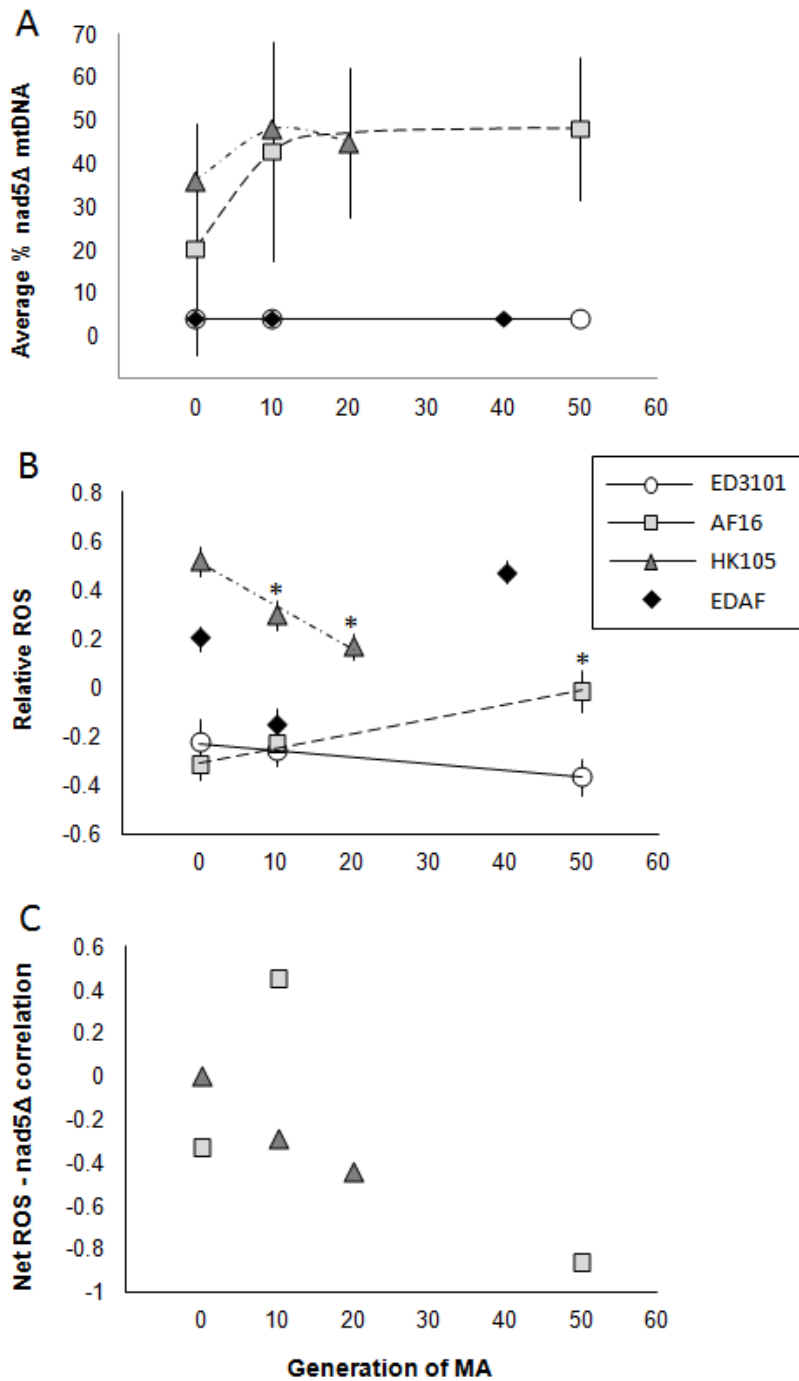 A
Average % nad5Δ mtDNA
70
60
50
40
30
20
10
0
0 10 20 30 40 50 60
B
Relative ROS
0.8
0.6
0.4
0.2
0
-0.2
-0.4
-0.6
* * *
0 10 20 30 40 50 60
ED3101
AF16
HK105
EDAF
C
Net ROS - nad5Δ correlation
0.6
0.4
0.2
0
-0.2
-0.4
-0.6
-0.8
-1
0 10 20 30 40 50 60
Generation of MA